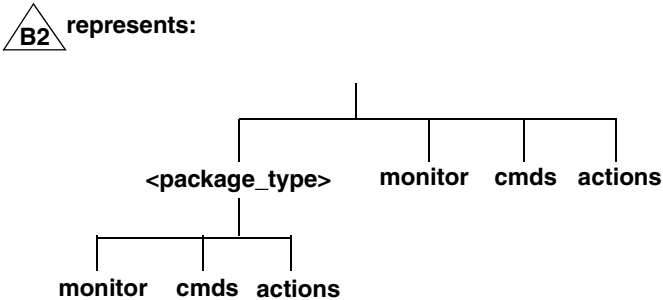 B2 represents:
<package_type> monitor cmds actions
monitor cmds actions